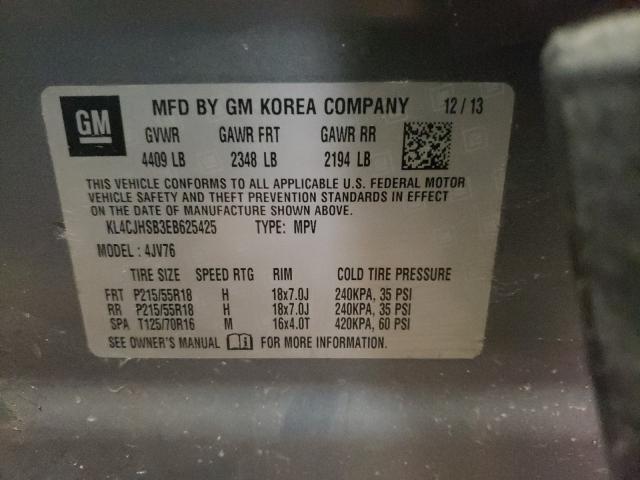 GM
MFD BY GM KOREA COMPANY 12/13
GVWR GAWR FRT GAWR RR
4409 LB 2348 LB 2194 LB
THIS VEHICLE CONFORMS TO ALL APPLICABLE U.S. FEDERAL MOTOR
VEHICLE SAFETY AND THEFT PREVENTION STANDARDS IN EFFECT
ON THE DATE OF MANUFACTURE SHOWN ABOVE.
KL4CJHSB3EB625425 TYPE: MPV
MODEL : 4JV76
TIRE SIZE SPEED RTG RIM COLD TIRE PRESSURE
FRT P215/55R18 H 18x7.0J 240KPA, 35 PSI
RR P215/55R18 H 18x7.0J 240KPA, 35 PSI
SPA T125/70R16 M 16x4.0T 420KPA, 60 PSI
SEE OWNER'S MANUAL FOR MORE INFORMATION.